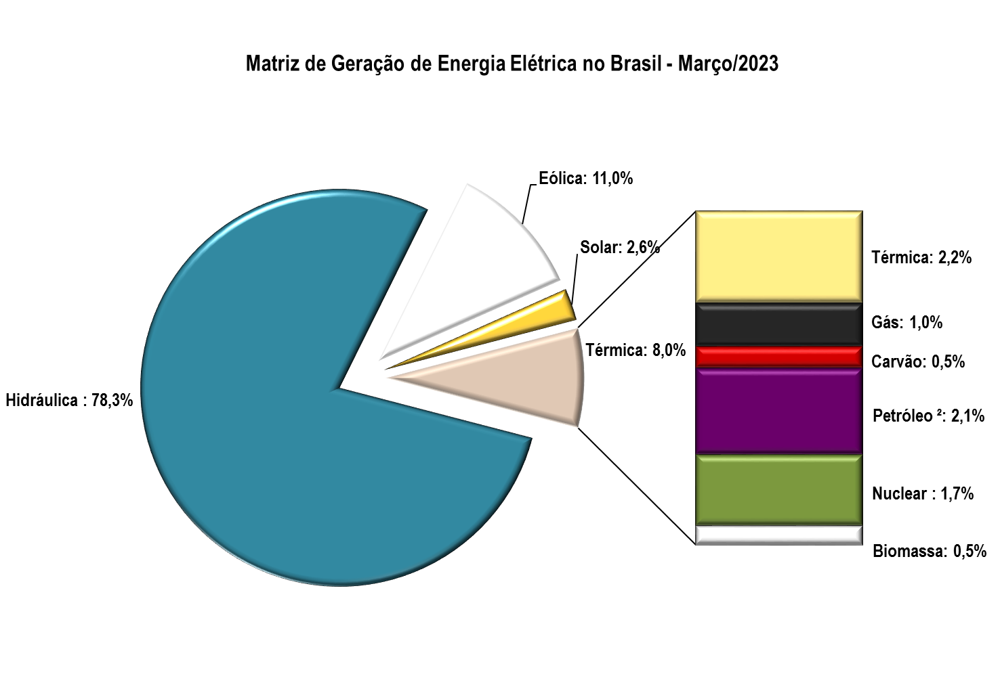 Matriz de Geração de Energia Elétrica no Brasil - Março/2023
Eólica: 11,0%
Solar: 2,6%
Térmica: 8,0%
Hidráulica : 78,3%
Térmica: 2,2%
Gás: 1,0%
Carvão: 0,5%
Petróleo ²: 2,1%
Nuclear : 1,7%
Biomassa: 0,5%